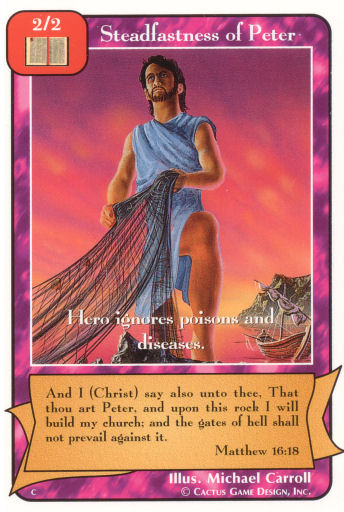 2/2
Steadfastness of Peter
Hero ignores poisons and
diseases.
And I (Christ) say also unto thee, That
thou art Peter, and upon this rock I will
build my church; and the gates of hell shall
not prevail against it.
Matthew 16:18
Illus. Michael Carroll
C
© Cactus Game Design, Inc.